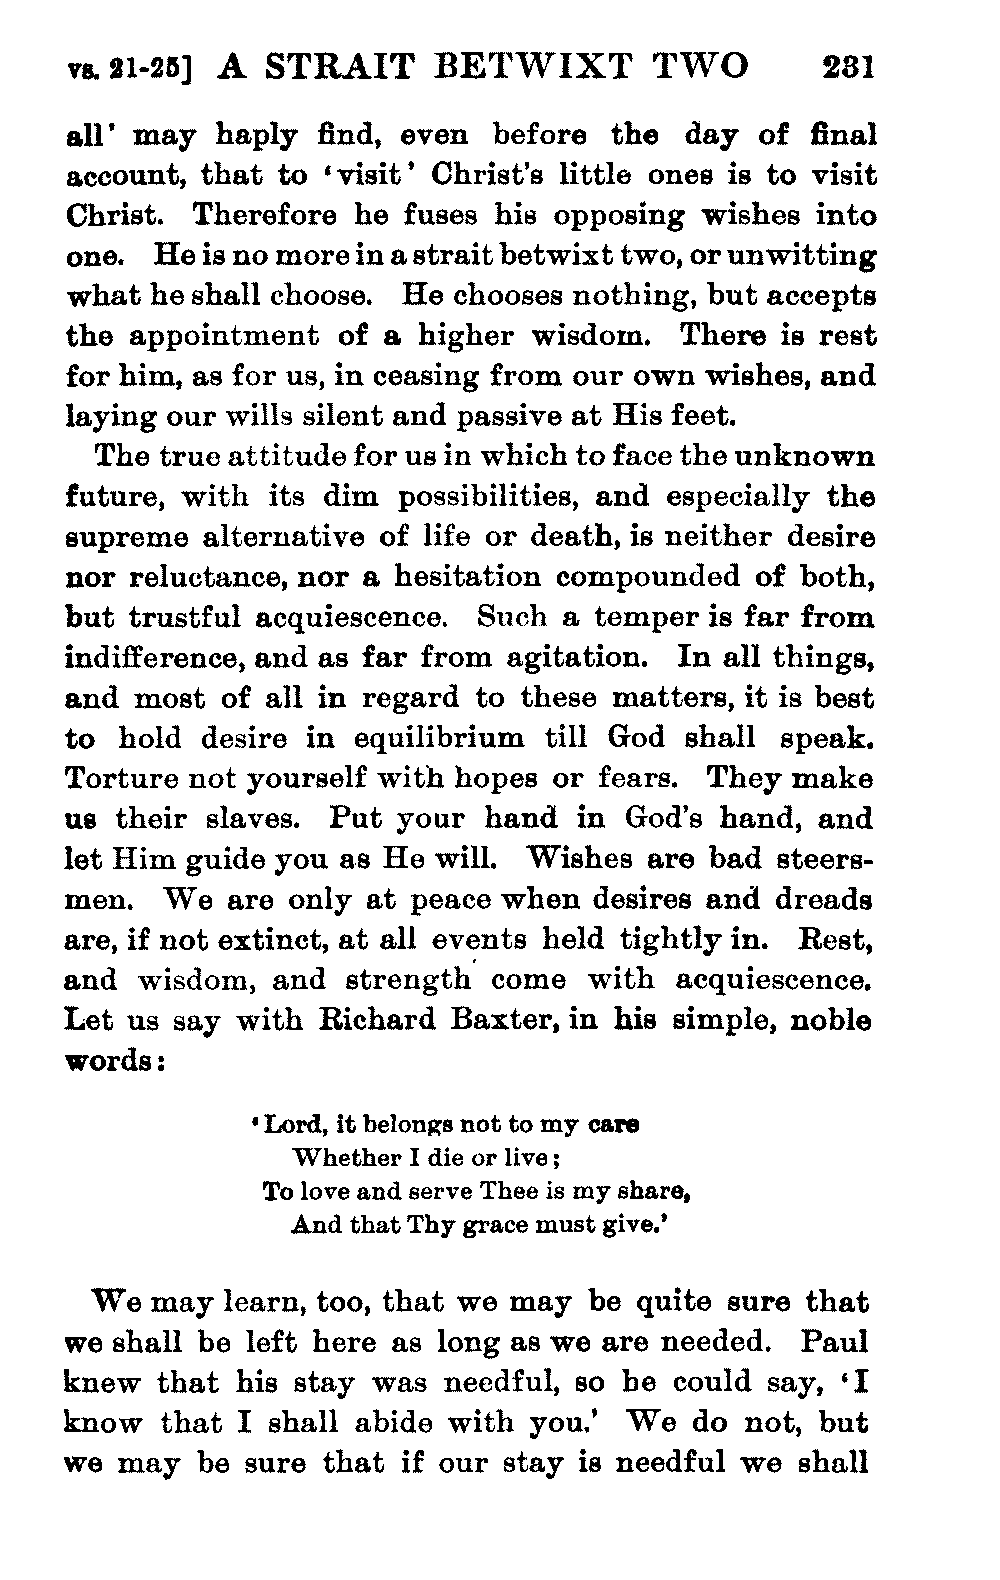 vs. 21-25] A STRAIT BETWIXT TWO 231
all' may haply find, even before the day of final
account, that to 'visit' Christ's little ones is to visit
Christ. Therefore he fuses his opposing wishes into
one. He is no more in a strait betwixt two, or unwitting
what he shall choose. He chooses nothing, but accepts
the appointment of a higher wisdom. There is rest
for him, as for us, in ceasing from our own wishes, and
laying our wills silent and passive at His feet.
The true attitude for us in which to face the unknown
future, with its dim possibilities, and especially the
supreme alternative of life or death, is neither desire
nor reluctance, nor a hesitation compounded of both,
but trustful acquiescence. Such a temper is far from
indifference, and as far from agitation. In all things,
and most of all in regard to these matters, it is best
to hold desire in equilibrium till God shall speak.
Torture not yourself with hopes or fears. They make
us their slaves. Put your hand in God's hand, and
let Him guide you as He will. Wishes are bad steers-
men. We are only at peace when desires and dreads
are, if not extinct, at all events held tightly in. Rest,
and wisdom, and strength come with acquiescence.
Let us say with Richard Baxter, in his simple, noble
words:
'Lord, it belongs not to my care
Whether I die or live;
To love and serve Thee is my share,
And that Thy grace must give.'
We may learn, too, that we may be quite sure that
we shall be left here as long as we are needed. Paul
knew that his stay was needful, so he could say, 'I
know that I shall abide with you.' We do not, but
we may be sure that if our stay is needful we shall